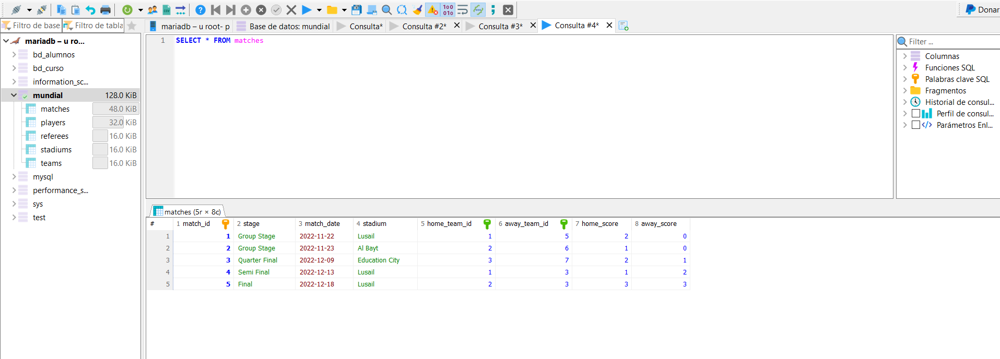 Donar
Filtro de base
Filtro de tabla
mariadb – u root- p
Base de datos: mundial
Consulta*
Consulta #2*
Consulta #3*
Consulta #4*
mariadb – u ro...
bd_alumnos
bd_curso
information_sc...
mundial 128.0 KiB
matches 48.0 KiB
players 32.0 KiB
referees 16.0 KiB
stadiums 16.0 KiB
teams 16.0 KiB
mysql
performance_s...
sys
test
1 SELECT * FROM matches
Filter ...
Columnas
Funciones SQL
Palabras clave SQL
Fragmentos
Historial de consul...
Perfil de consul...
Parámetros Enl...
matches (5r × 8c)
# 1 match_id 2 stage 3 match_date 4 stadium 5 home_team_id 6 away_team_id 7 home_score 8 away_score
1 1 Group Stage 2022-11-22 Lusail 1 5 2 0
2 2 Group Stage 2022-11-23 Al Bayt 2 6 1 0
3 3 Quarter Final 2022-12-09 Education City 3 7 2 1
4 4 Semi Final 2022-12-13 Lusail 1 3 1 2
5 5 Final 2022-12-18 Lusail 2 3 3 3